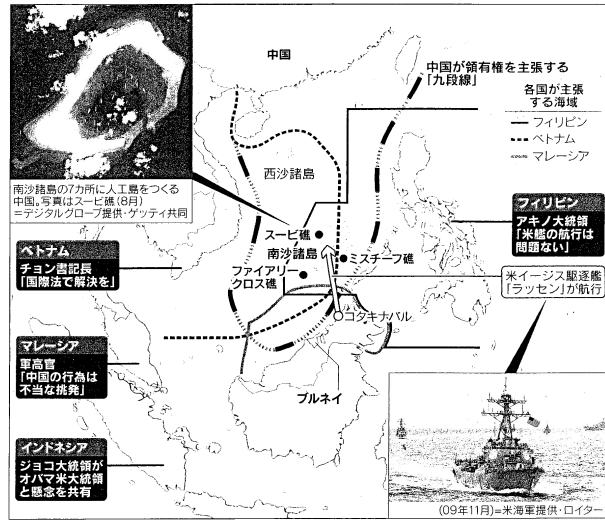 中国
中国が領有権を主張する
「九段線」
各国が主張
する海域
フィリピン
ベトナム
マレーシア
西沙諸島
南沙諸島の7カ所に人工島をつくる
中国。写真はスービ礁(8月)
=デジタルグローブ提供・ゲッティ共同
スービ礁
南沙諸島
ミスチーフ礁
ファイアリー
クロス礁
フィリピン
アキノ大統領
「米艦の航行は
問題ない」
ベトナム
チョン書記長
「国際法で解決を」
米イージス駆逐艦
「ラッセン」が航行
コタキナバル
マレーシア
軍高官
「中国の行為は
不当な挑発」
ブルネイ
インドネシア
ジョコ大統領が
オバマ米大統領
と懸念を共有
(09年11月)=米海軍提供・ロイター